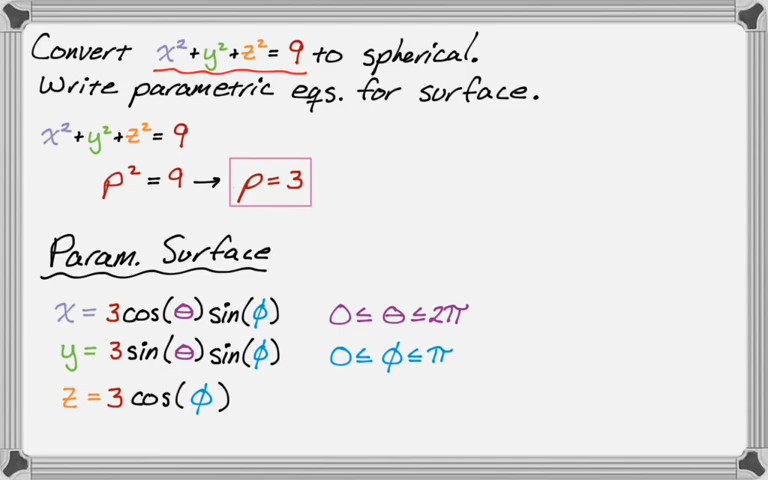 Convert x²+y²+z²=9 to spherical.
Write parametric eqs. for surface.
x²+y²+z²=9
ρ²=9 → ρ=3
Param. Surface
x=3cos(θ)sin(ϕ) 0≤θ≤2π
y=3sin(θ)sin(ϕ) 0≤ϕ≤π
z=3cos(ϕ)